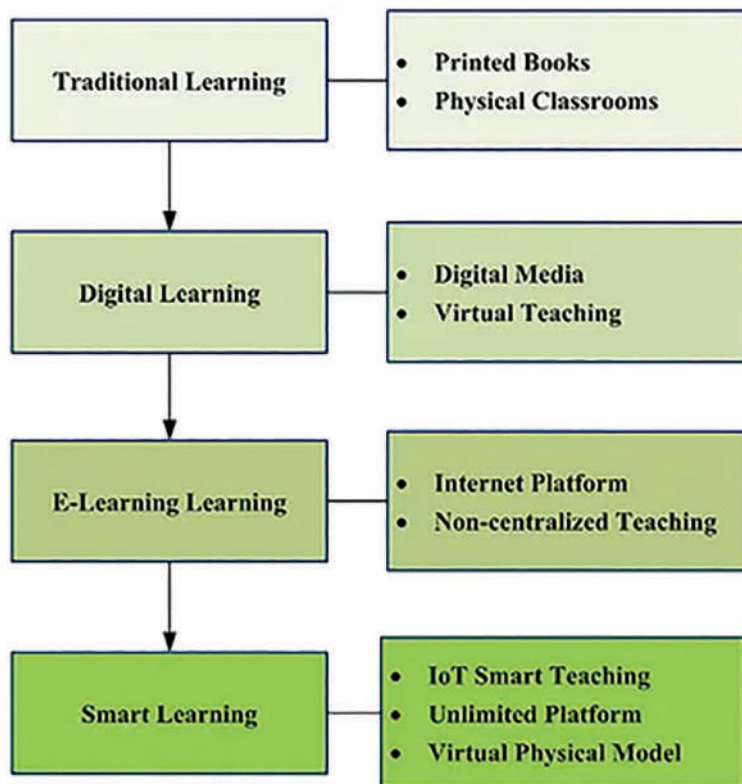 Traditional Learning
• Printed Books
• Physical Classrooms
Digital Learning
• Digital Media
• Virtual Teaching
E-Learning Learning
• Internet Platform
• Non-centralized Teaching
Smart Learning
• IoT Smart Teaching
• Unlimited Platform
• Virtual Physical Model